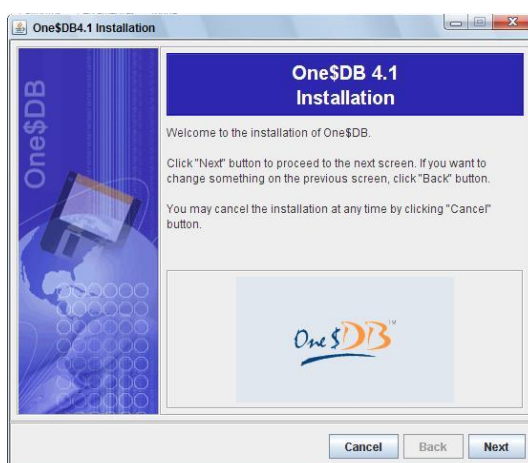 One$DB4.1 Installation
One$DB
One$DB 4.1
Installation
Welcome to the installation of One$DB.
Click "Next" button to proceed to the next screen. If you want to
change something on the previous screen, click "Back" button.
You may cancel the installation at any time by clicking "Cancel"
button.
One $DB™
Cancel Back Next